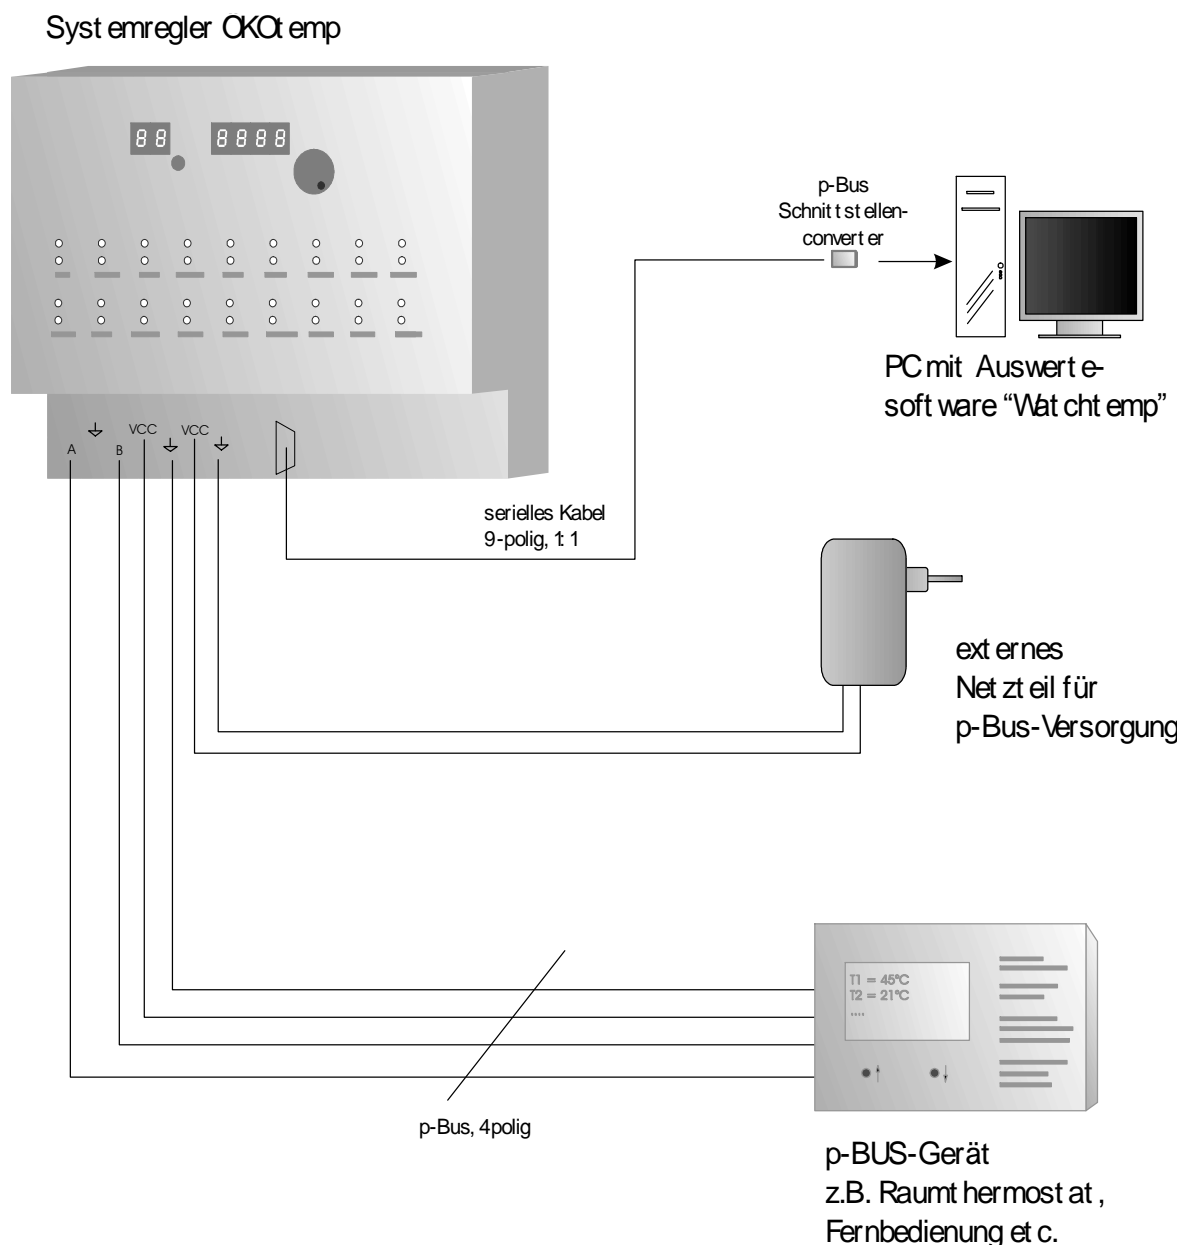 Systemregler ÖKOtemp
88 8888
p-Bus
Schnittstellen-
converter
PC mit Auswerte-
software “Watchtemp”
VCC VCC
A B
serielles Kabel
9-polig, 1:1
externes
Netzteil für
p-Bus-Versorgung
T1 = 45°C
T2 = 21°C
....
p-Bus, 4polig
p-BUS-Gerät
z.B. Raumthermostat,
Fernbedienung etc.